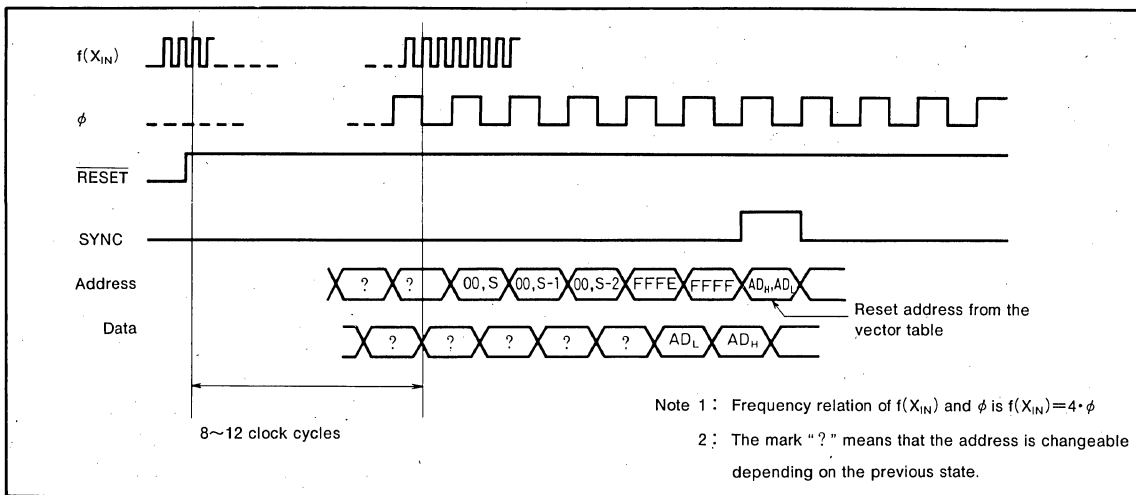 f(XIN)
φ
RESET
SYNC
Address
? ? 00,S 00,S-1 00,S-2 FFFE FFFF ADH,ADL
Reset address from the
vector table
Data
? ? ? ? ? ADL ADH
8~12 clock cycles
Note 1: Frequency relation of f(XIN) and φ is f(XIN)=4·φ
2: The mark "?" means that the address is changeable
depending on the previous state.